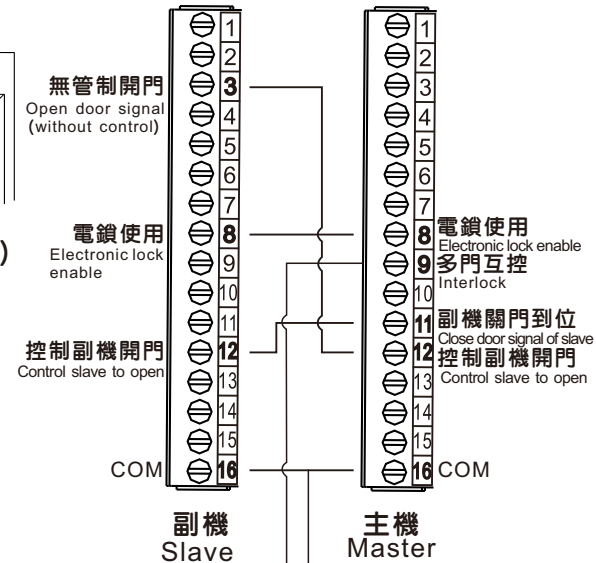 無管制開門
Open door signal
(without control)
電鎖使用
Electronic lock
enable
控制副機開門
Control slave to open
COM
)
1
2
3
4
5
6
7
8
9
10
11
12
13
14
15
16
副機
Slave
1
2
3
4
5
6
7
8
9
10
11
12
13
14
15
16
主機
Master
電鎖使用
Electronic lock enable
多門互控
Interlock
副機關門到位
Close door signal of slave
控制副機開門
Control slave to open
COM